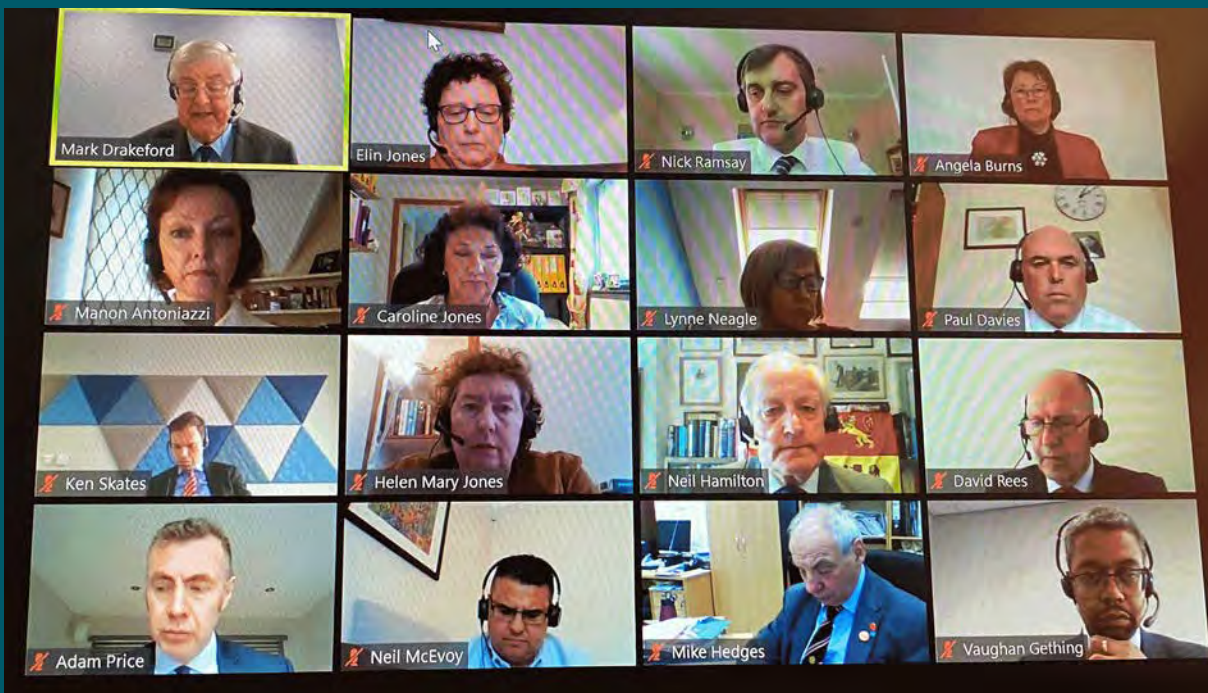 Mark Drakeford
Elin Jones
Nick Ramsay
Angela Burns
Manon Antoniazzi
Caroline Jones
Lynne Neagle
Paul Davies
Ken Skates
Helen Mary Jones
Neil Hamilton
David Rees
Adam Price
Neil McEvoy
Mike Hedges
Vaughan Gething